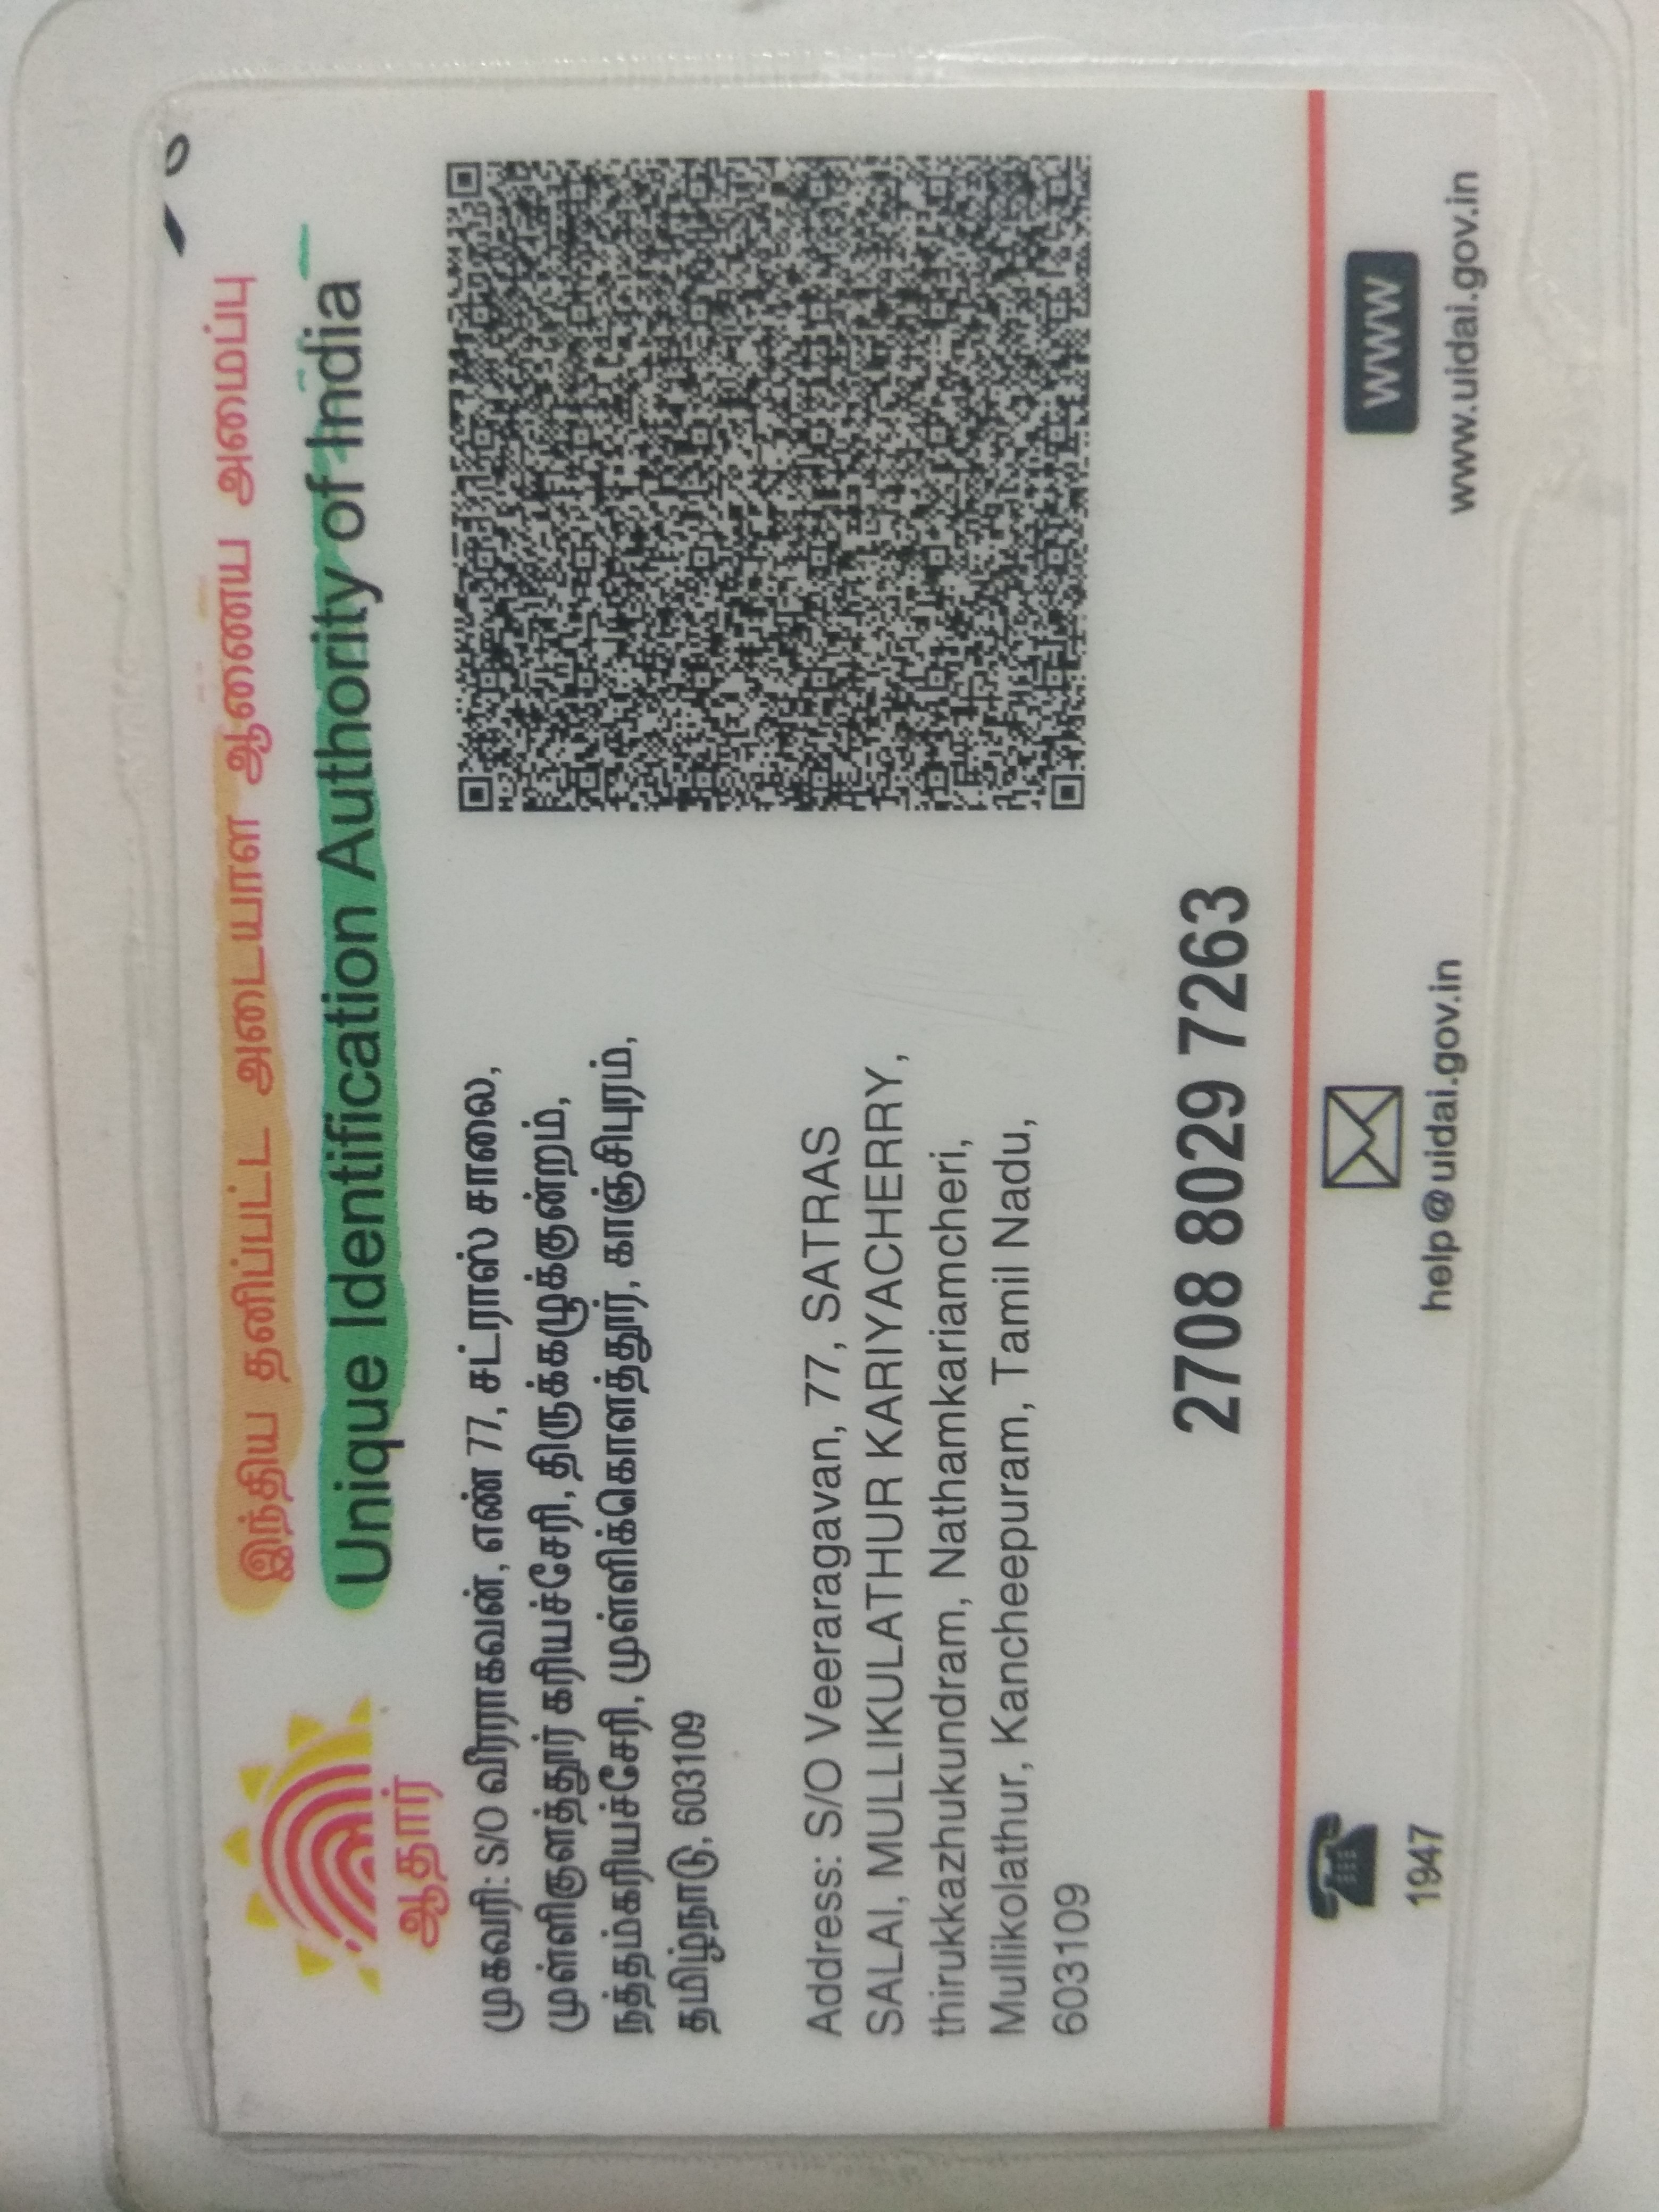 இந்திய தனிப்பட்ட அடையாள ஆணைய அமைப்பு
Unique Identification Authority of India
ஆதார்
முகவரி: S/O வீராகவன், எண் 77, சட்ராஸ் சாலை,
முள்ளிகுளத்தூர் கரியச்சேரி, திருக்கழுக்குன்றம்,
நத்தம்கரியச்சேரி, முள்ளிக்கொளத்தூர், காஞ்சிபுரம்,
தமிழ்நாடு, 603109
Address: S/O Veeraragavan, 77, SATRAS
SALAI, MULLIKULATHUR KARIYACHERRY,
thirukkazhukundram, Nathamkariamcheri,
Mullikolathur, Kancheepuram, Tamil Nadu,
603109
2708 8029 7263
1947
help@uidai.gov.in
WWW
www.uidai.gov.in